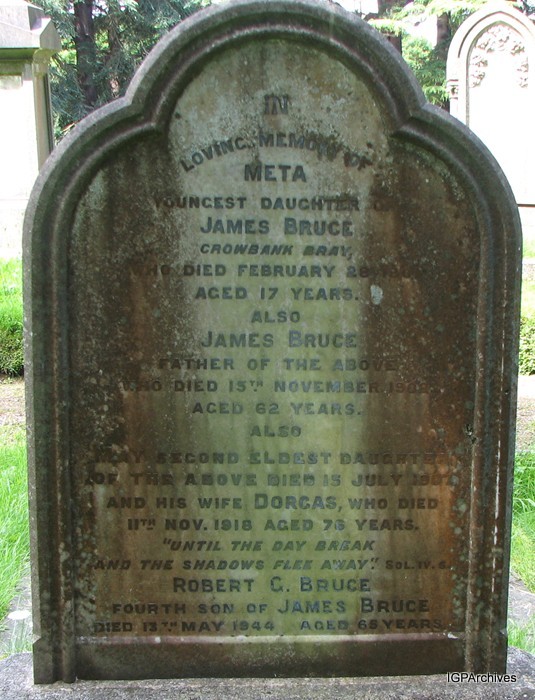 IN
LOVING MEMORY OF
META
YOUNGEST DAUGHTER
JAMES BRUCE
CROWBANK BRAY,
WHO DIED FEBRUARY 28
AGED 17 YEARS.
ALSO
JAMES BRUCE
FATHER OF THE ABOVE
WHO DIED 15TH NOVEMBER
AGED 62 YEARS.
ALSO
MAY SECOND ELDEST DAUGHTER
OF THE ABOVE DIED 15 JULY
AND HIS WIFE DORCAS, WHO DIED
11TH NOV. 1918 AGED 76 YEARS.
"UNTIL THE DAY BREAK
AND THE SHADOWS FLEE AWAY." SOL. IV. 6.
ROBERT G. BRUCE
FOURTH SON OF JAMES BRUCE
DIED 13TH MAY 1944 AGED 65 YEARS
IGPArchives